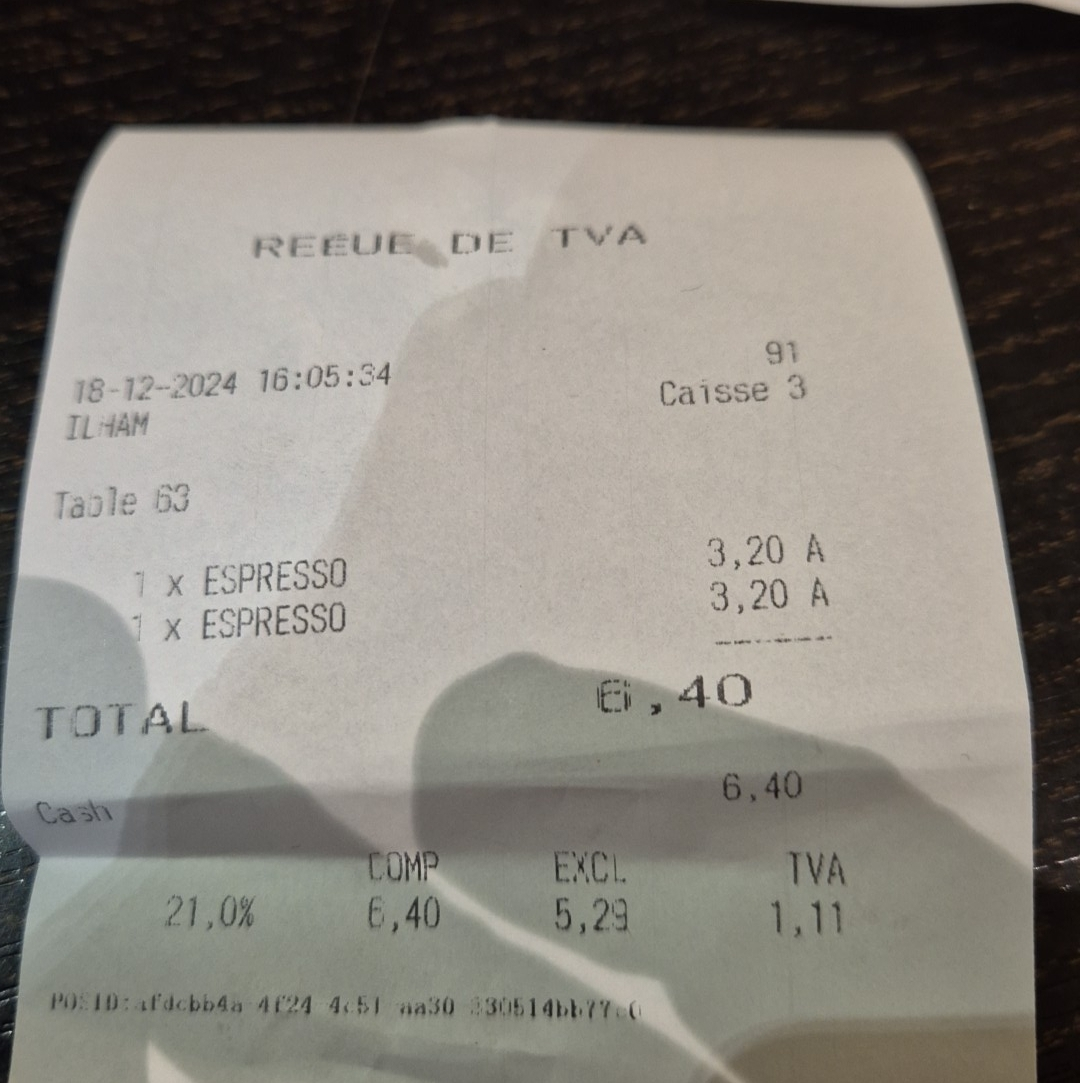 REÉUE DE TVA
91
18-12-2024 16:05:34 Caisse 3
ILHAM
Table 63
1 x ESPRESSO 3,20 A
1 x ESPRESSO 3,20 A
TOTAL 6,40
Cash 6,40
COMP EXCL TVA
21,0% 6,40 5,29 1,11